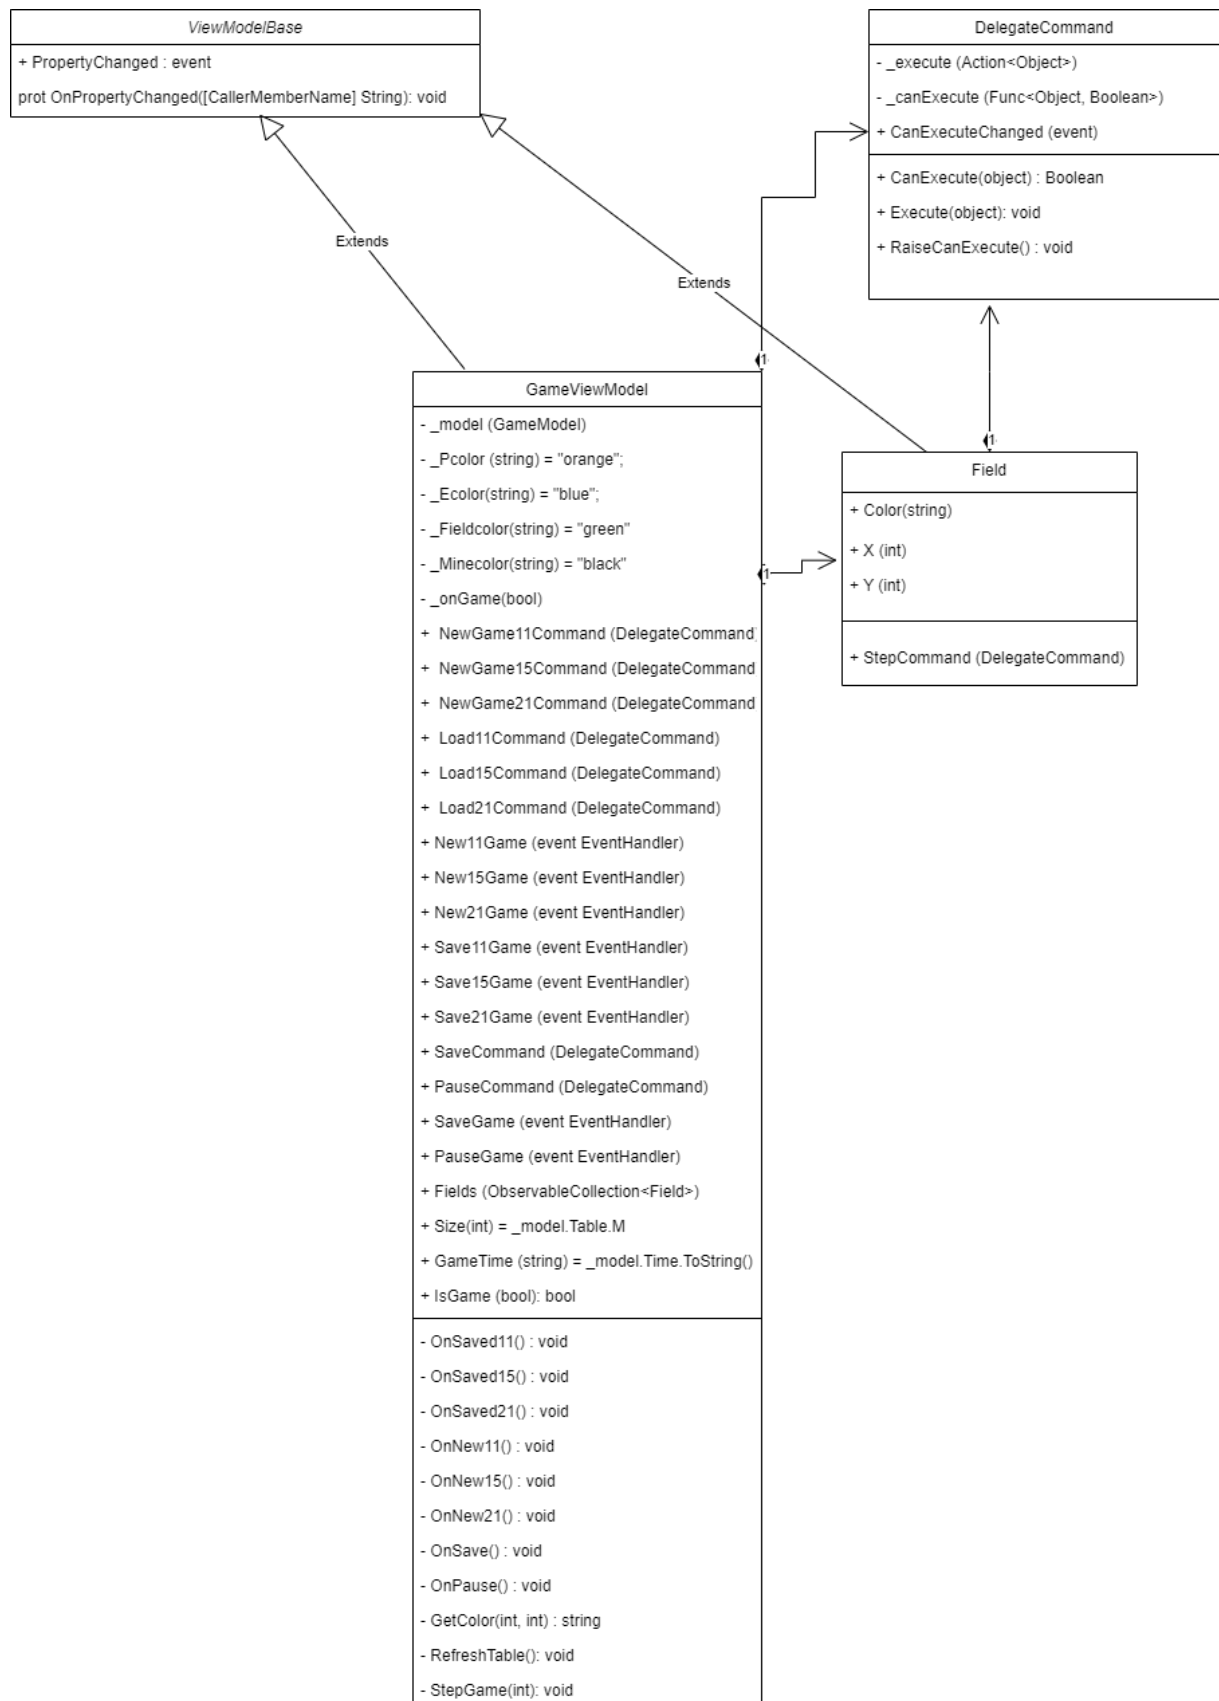 ViewModelBase
+ PropertyChanged : event
prot OnPropertyChanged([CallerMemberName] String): void
DelegateCommand
- _execute (Action<Object>)
- _canExecute (Func<Object, Boolean>)
+ CanExecuteChanged (event)
+ CanExecute(object) : Boolean
+ Execute(object): void
+ RaiseCanExecute() : void
Extends
Extends
1
1
1
GameViewModel
- _model (GameModel)
- _Pcolor (string) = "orange";
- _Ecolor(string) = "blue";
- _Fieldcolor(string) = "green"
- _Minecolor(string) = "black"
- _onGame(bool)
+ NewGame11Command (DelegateCommand)
+ NewGame15Command (DelegateCommand
+ NewGame21Command (DelegateCommand
+ Load11Command (DelegateCommand)
+ Load15Command (DelegateCommand)
+ Load21Command (DelegateCommand)
+ New11Game (event EventHandler)
+ New15Game (event EventHandler)
+ New21Game (event EventHandler)
+ Save11Game (event EventHandler)
+ Save15Game (event EventHandler)
+ Save21Game (event EventHandler)
+ SaveCommand (DelegateCommand)
+ PauseCommand (DelegateCommand)
+ SaveGame (event EventHandler)
+ PauseGame (event EventHandler)
+ Fields (ObservableCollection<Field>)
+ Size(int) = _model.Table.M
+ GameTime (string) = _model.Time.ToString()
+ IsGame (bool): bool
- OnSaved11() : void
- OnSaved15() : void
- OnSaved21() : void
- OnNew11() : void
- OnNew15() : void
- OnNew21() : void
- OnSave() : void
- OnPause() : void
- GetColor(int, int) : string
- RefreshTable(): void
- StepGame(int): void
Field
+ Color(string)
+ X (int)
+ Y (int)
+ StepCommand (DelegateCommand)